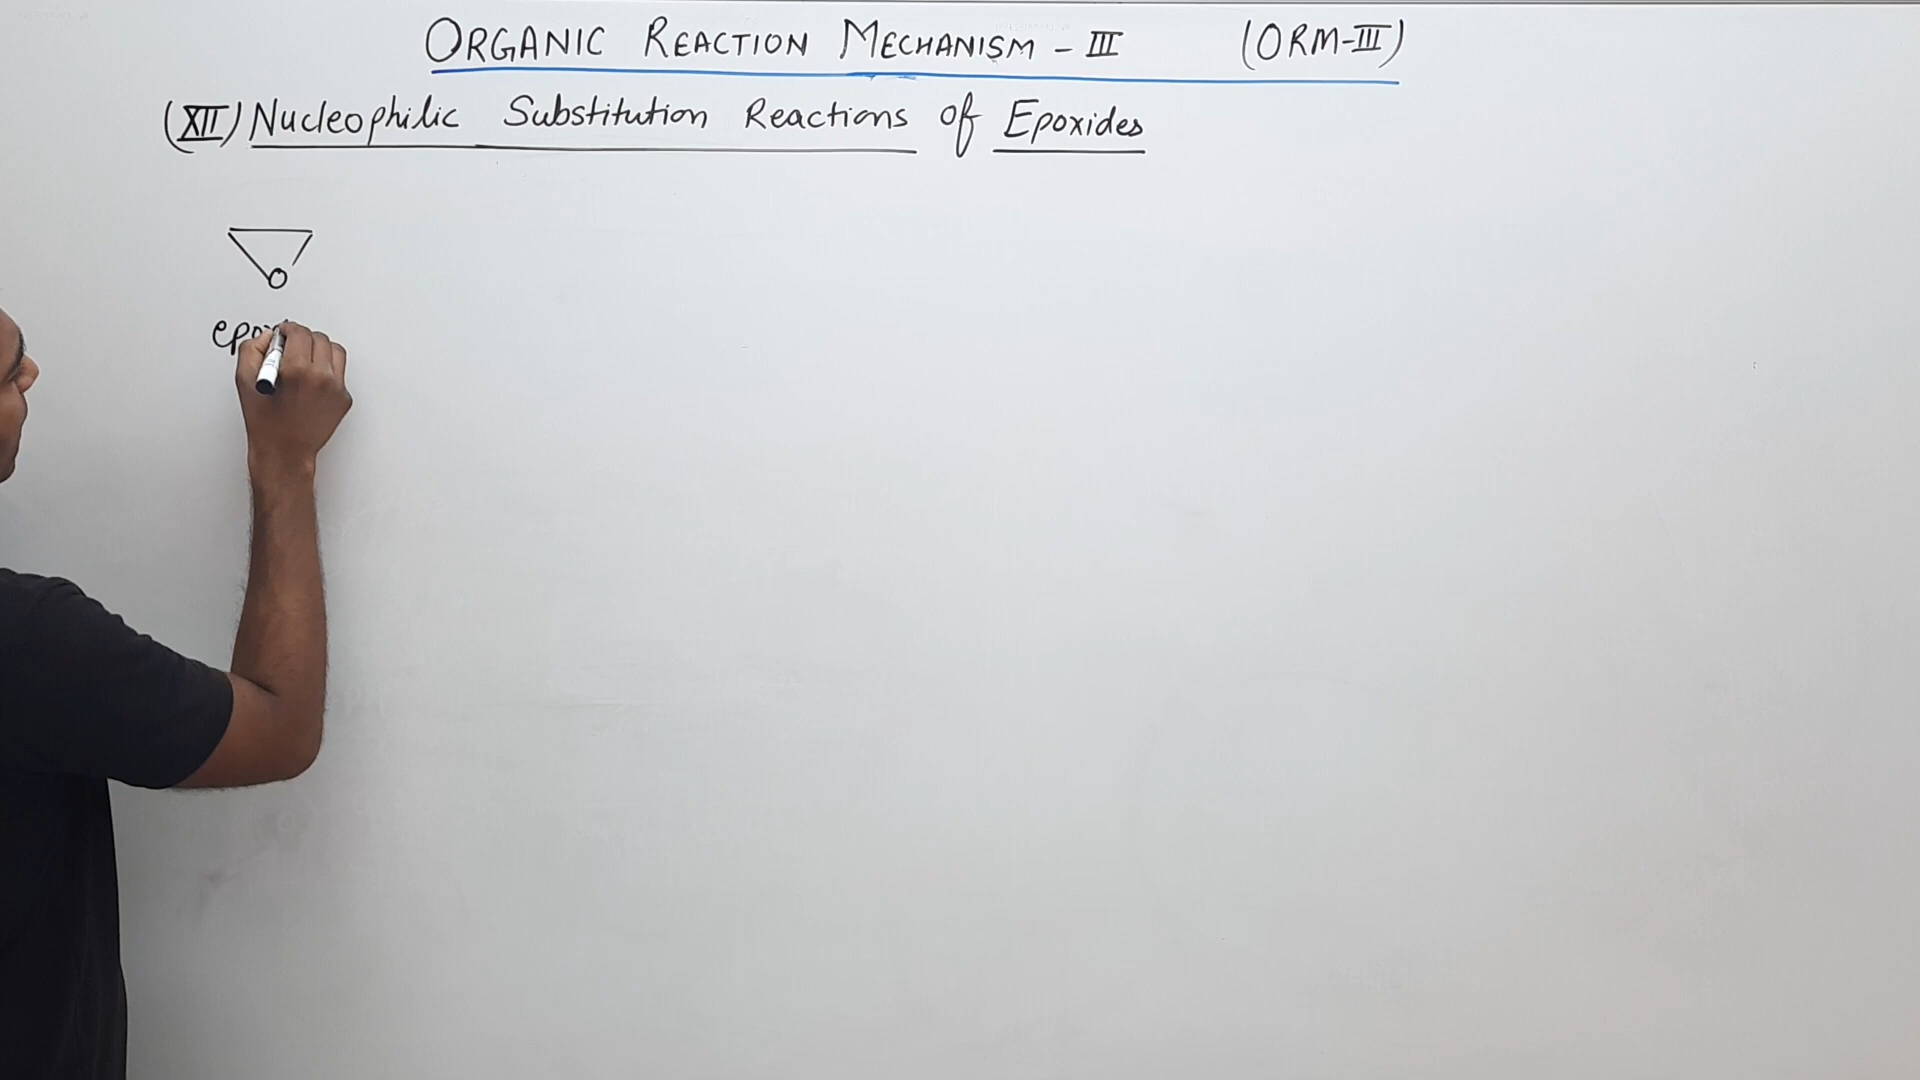 ORGANIC REACTION MECHANISM - III (ORM-III)
(XII) Nucleophilic Substitution Reactions of Epoxides
O